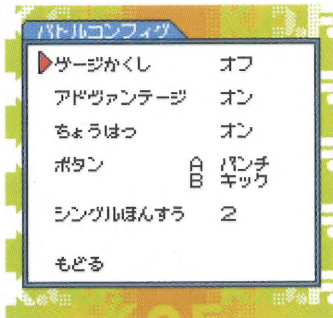 バトルコンフィグ
ゲージかくし オフ
アドヴァンテージ オン
ちょうはつ オン
ボタン A パンチ
B キック
シングルほんすう 2
もどる